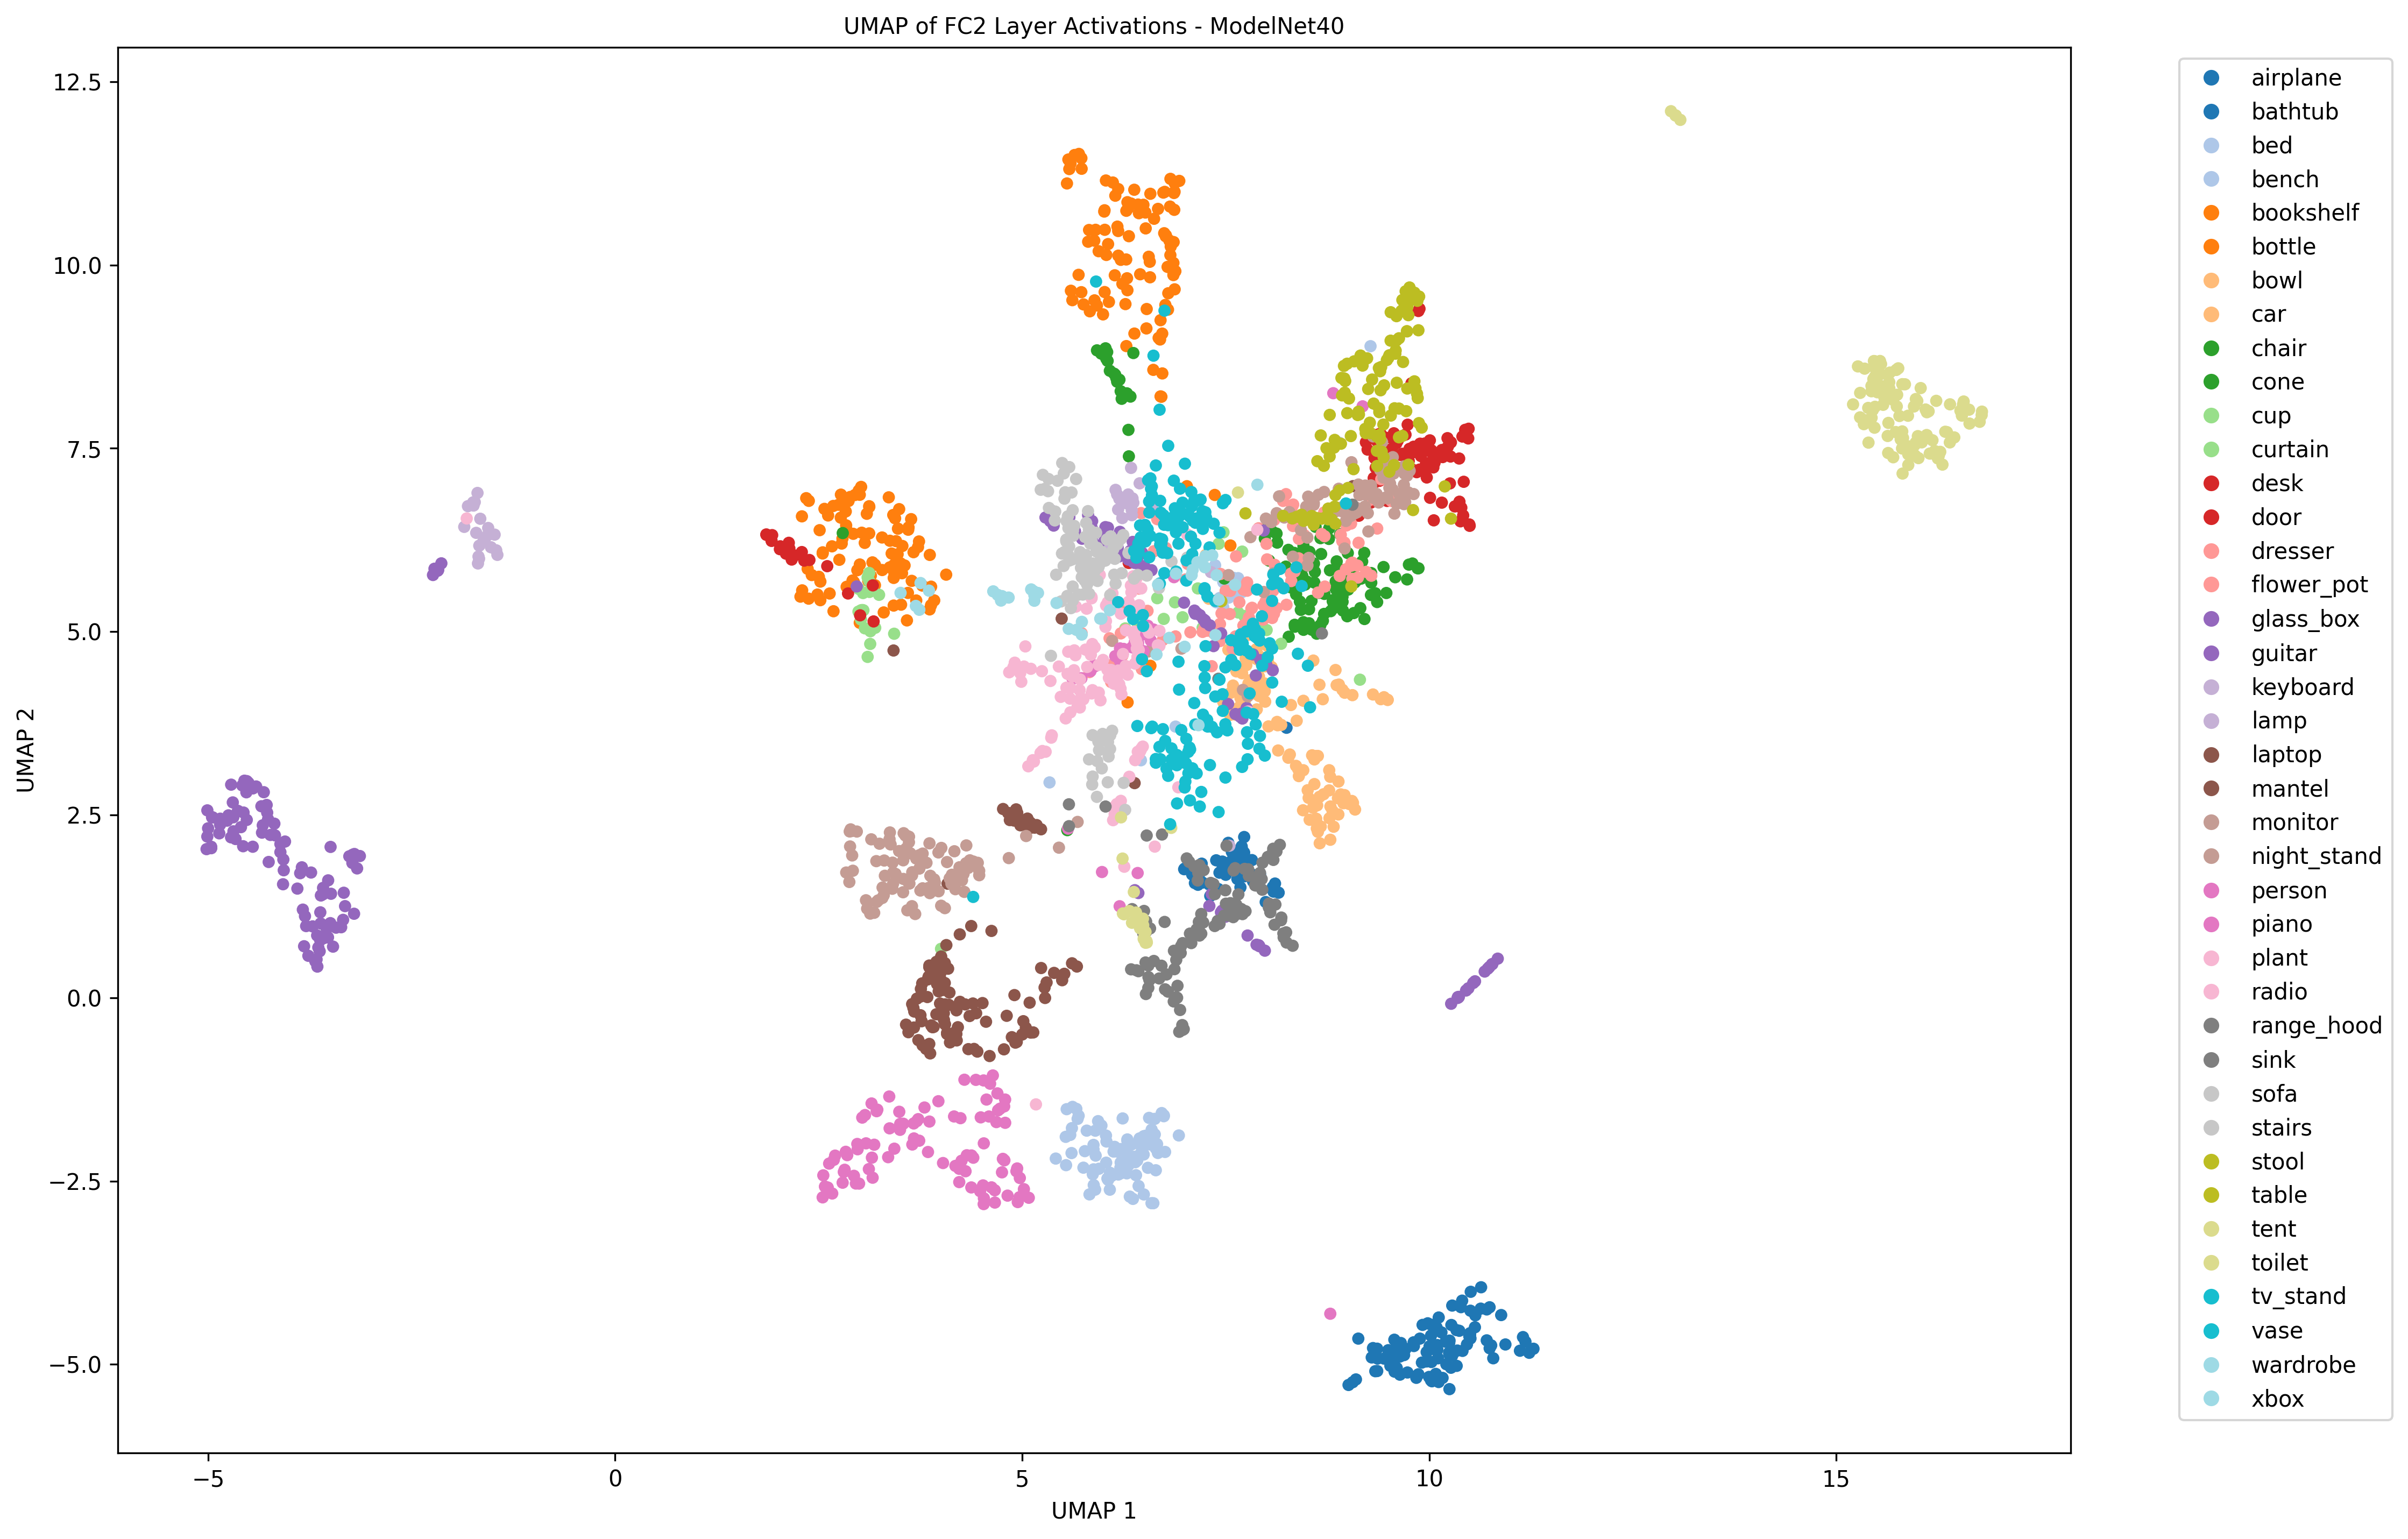 UMAP of FC2 Layer Activations - ModelNet40
12.5
10.0
7.5
5.0
2.5
0.0
−2.5
−5.0
UMAP 2
−5
0
5
10
15
UMAP 1
airplane
bathtub
bed
bench
bookshelf
bottle
bowl
car
chair
cone
cup
curtain
desk
door
dresser
flower_pot
glass_box
guitar
keyboard
lamp
laptop
mantel
monitor
night_stand
person
piano
plant
radio
range_hood
sink
sofa
stairs
stool
table
tent
toilet
tv_stand
vase
wardrobe
xbox